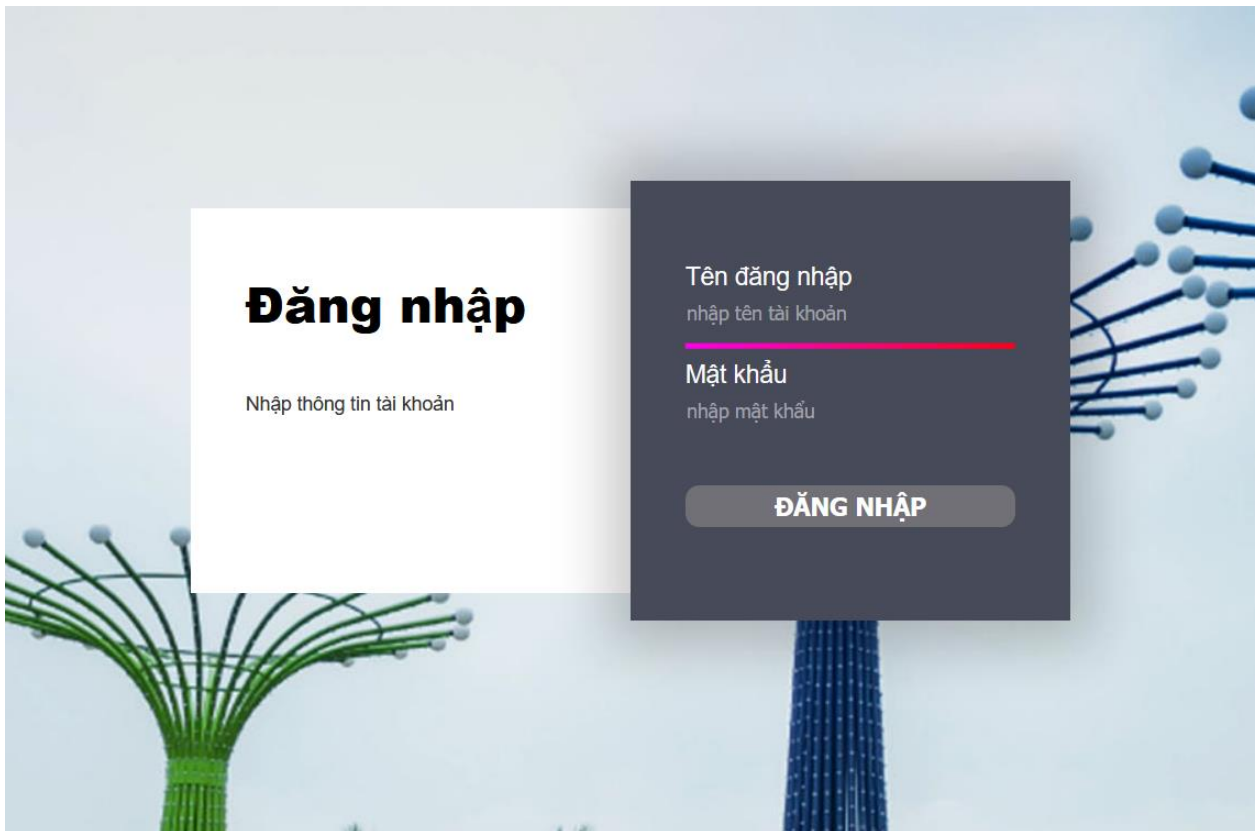 Đăng nhập
Nhập thông tin tài khoản
Tên đăng nhập
nhập tên tài khoản
Mật khẩu
nhập mật khẩu
ĐĂNG NHẬP